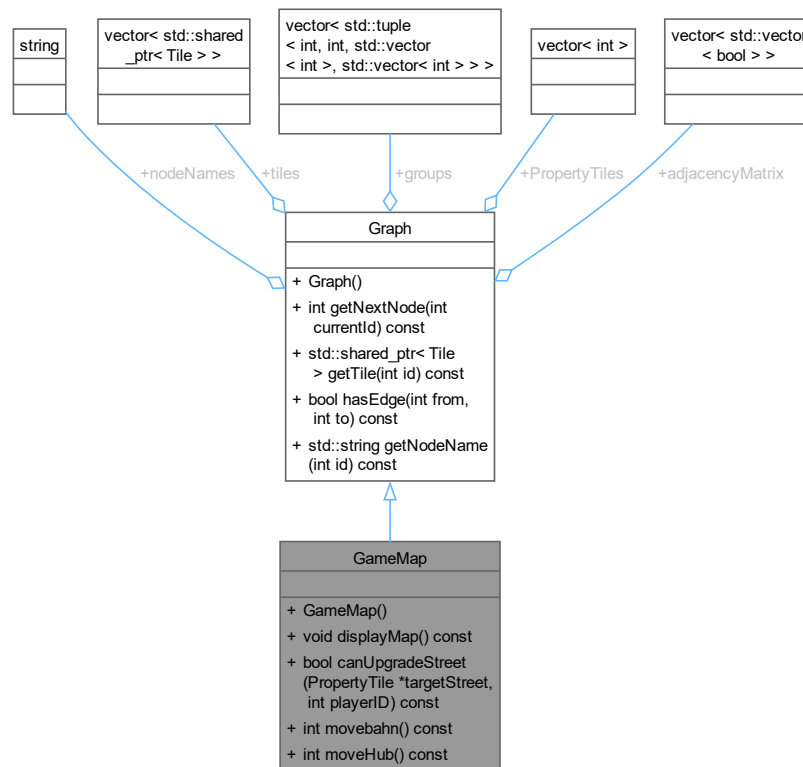 string
vector< std::shared
_ptr< Tile > >
vector< std::tuple
< int, int, std::vector
< int >, std::vector< int > > >
vector< int >
vector< std::vector
< bool > >
+nodeNames
+tiles
+groups
+PropertyTiles
+adjacencyMatrix
Graph
+ Graph()
+ int getNextNode(int
currentId) const
+ std::shared_ptr< Tile
> getTile(int id) const
+ bool hasEdge(int from,
int to) const
+ std::string getNodeName
(int id) const
GameMap
+ GameMap()
+ void displayMap() const
+ bool canUpgradeStreet
(PropertyTile *targetStreet,
int playerID) const
+ int movebahn() const
+ int moveHub() const